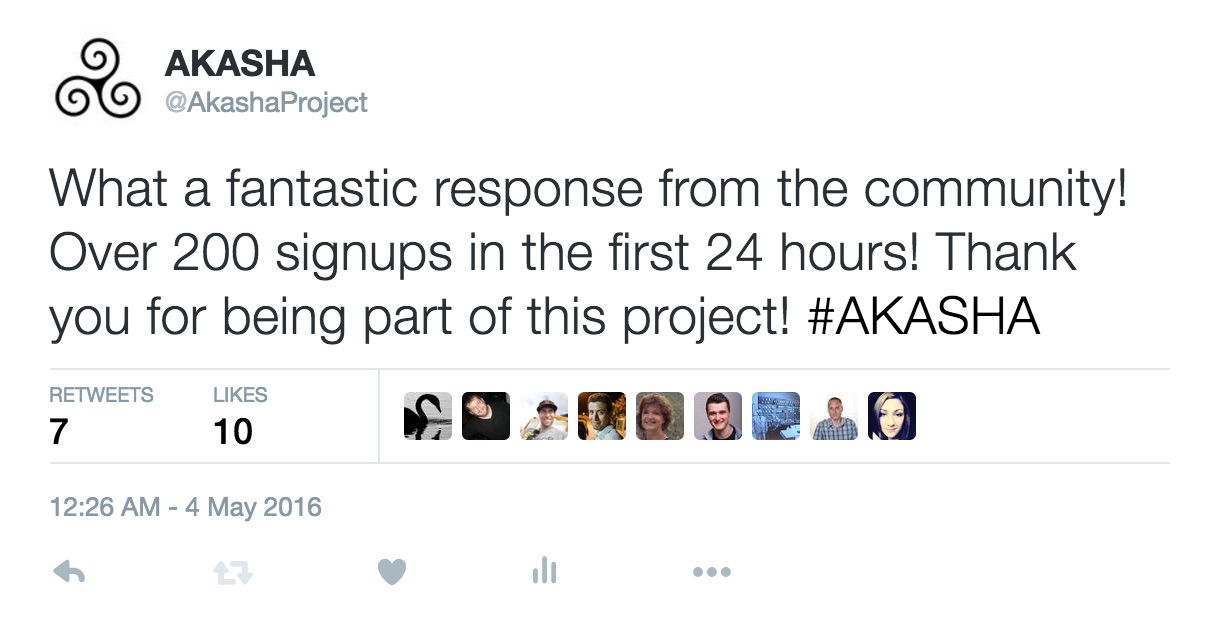 AKASHA
@AkashaProject
What a fantastic response from the community!
Over 200 signups in the first 24 hours! Thank
you for being part of this project! #AKASHA
RETWEETS LIKES
7 10
12:26 AM - 4 May 2016